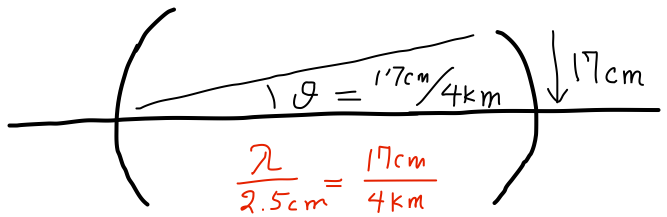 ϑ = 17cm/4km
17cm
λ/2.5cm = 17cm/4km